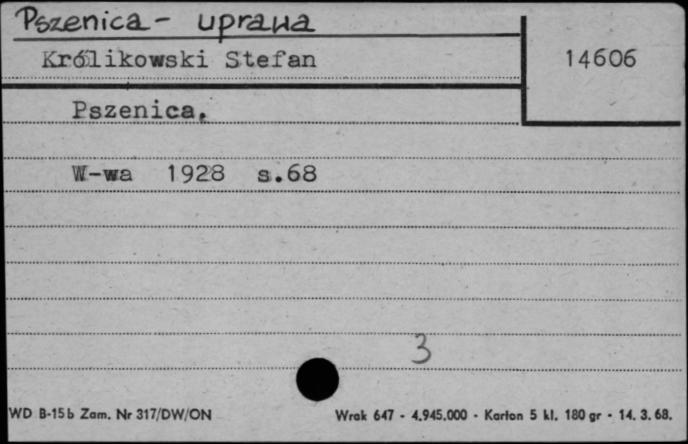 Pszenica - uprawa
Królikowski Stefan
14606
Pszenica.
W-wa 1928 s.68
3
WD B-15b Zam. Nr 317/DW/ON
Wrak 647 - 4.945.000 - Karton 5 kl. 180 gr - 14. 3. 68.